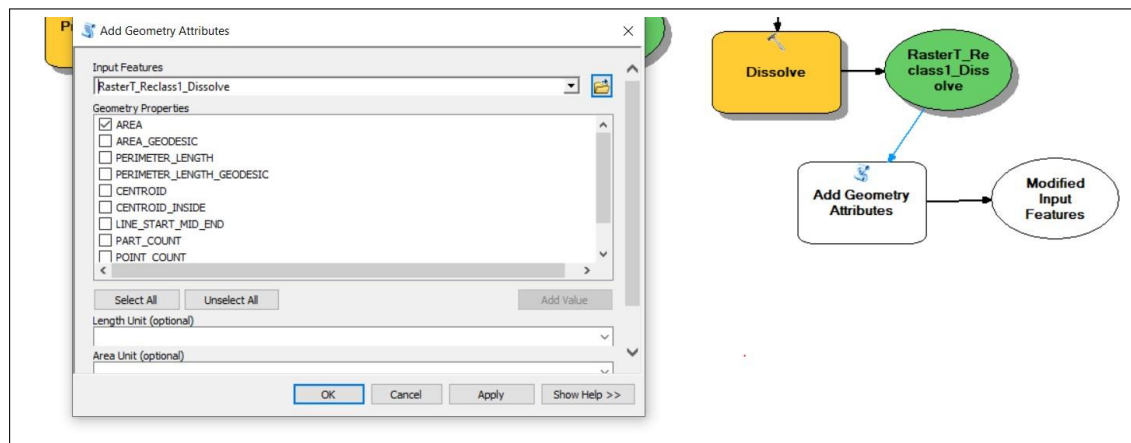 P
Add Geometry Attributes
Input Features
RasterT_Reclass1_Dissolve
Geometry Properties
AREA
AREA_GEODESIC
PERIMETER_LENGTH
PERIMETER_LENGTH_GEODESIC
CENTROID
CENTROID_INSIDE
LINE_START_MID_END
PART_COUNT
POINT_COUNT
Select All Unselect All Add Value
Length Unit (optional)
Area Unit (optional)
OK Cancel Apply Show Help >>
Dissolve
RasterT_Re
class1_Diss
olve
Add Geometry
Attributes
Modified
Input
Features